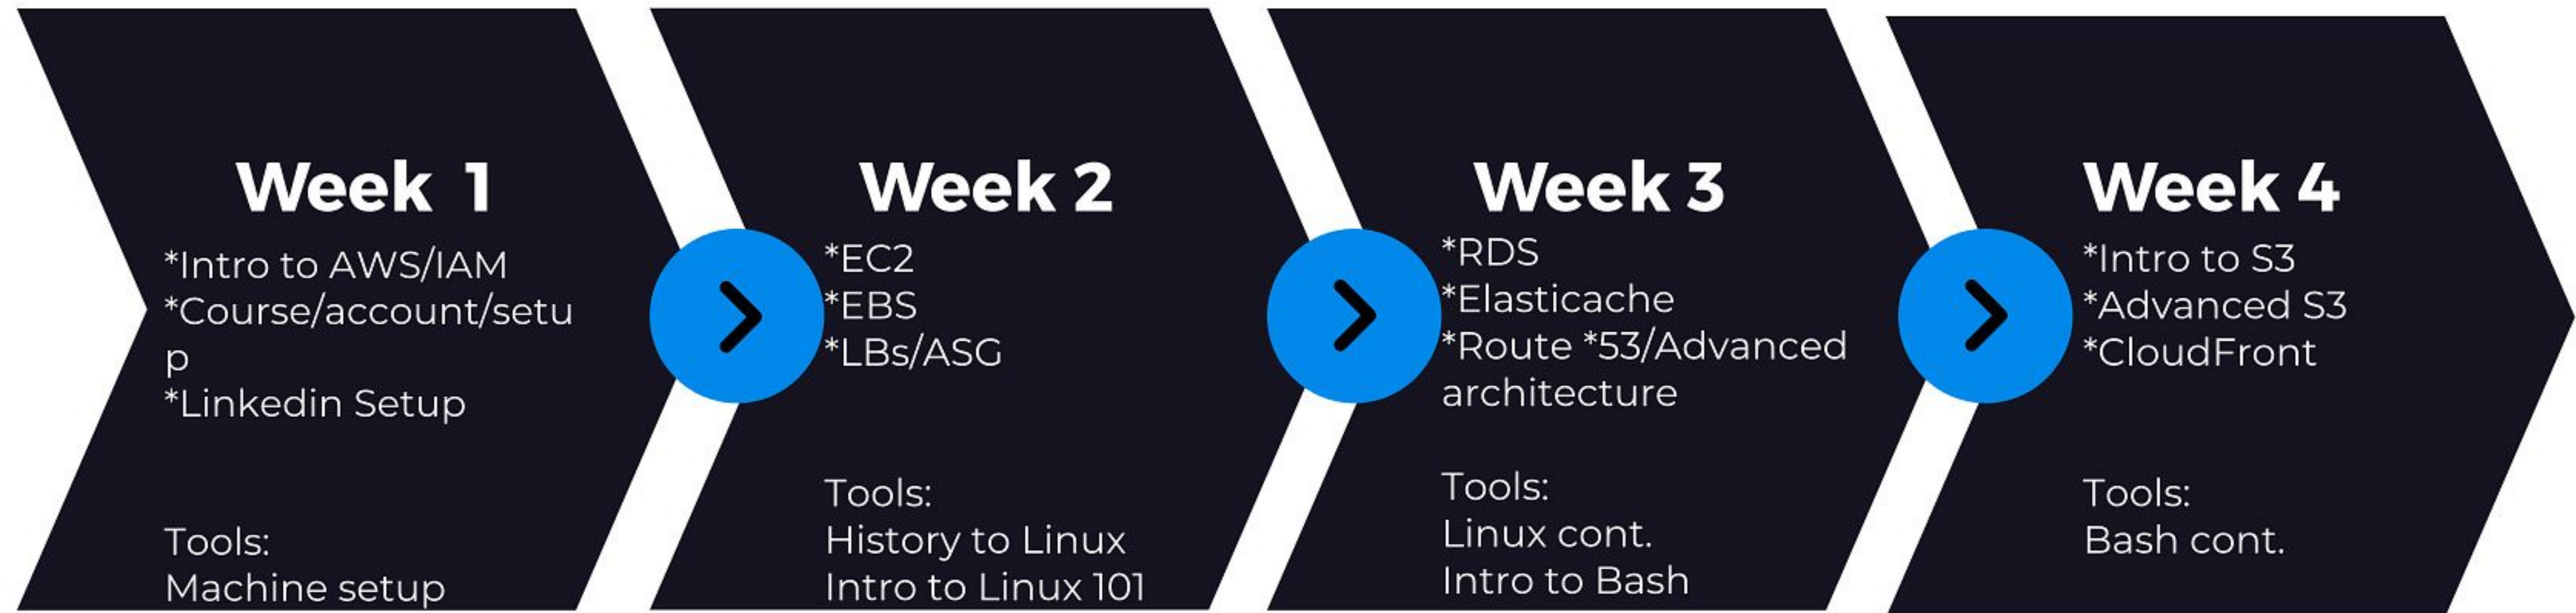 Week 1
*Intro to AWS/IAM
*Course/account/setu
p
*Linkedin Setup
Tools:
Machine setup
Week 2
*EC2
*EBS
*LBs/ASG
Tools:
History to Linux
Intro to Linux 101
Week 3
*RDS
*Elasticache
*Route *53/Advanced
architecture
Tools:
Linux cont.
Intro to Bash
Week 4
*Intro to S3
*Advanced S3
*CloudFront
Tools:
Bash cont.